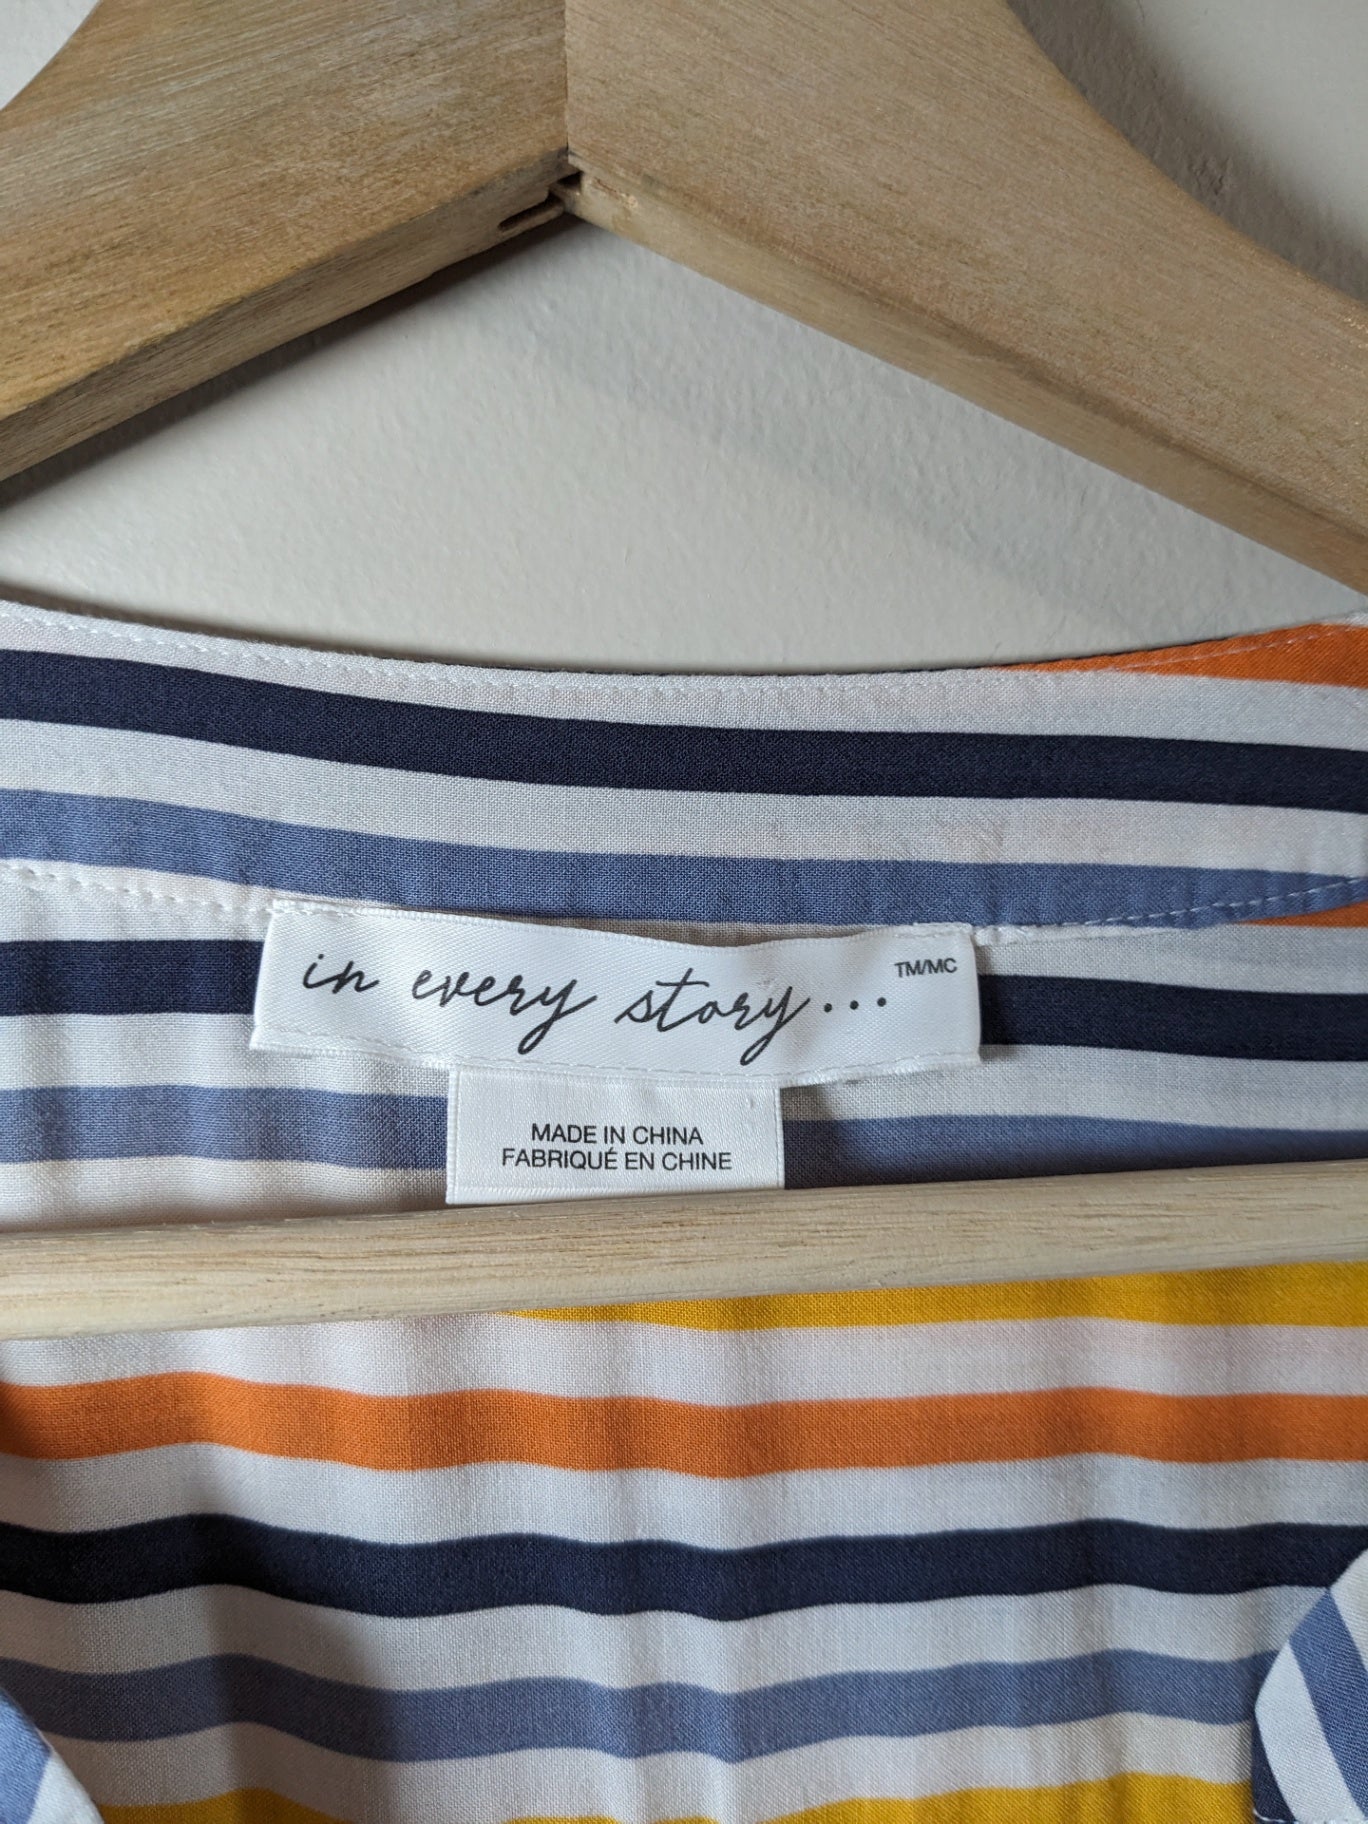 in every story... TM/MC
MADE IN CHINA
FABRIQUÉ EN CHINE